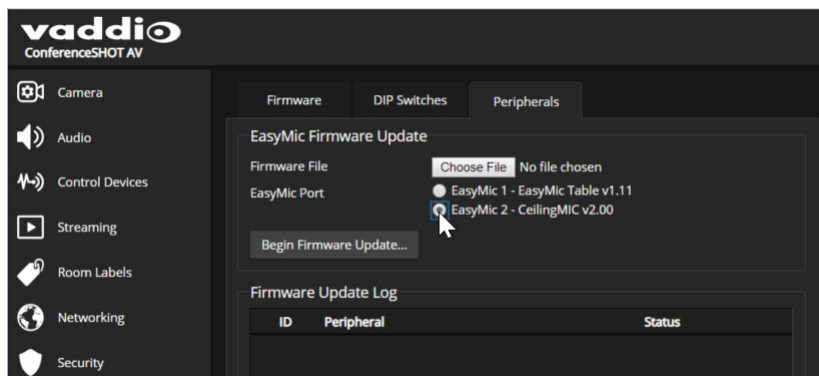 vaddio
ConferenceSHOT AV
Camera
Audio
Control Devices
Streaming
Room Labels
Networking
Security
Firmware DIP Switches Peripherals
EasyMic Firmware Update
Firmware File Choose File No file chosen
EasyMic Port EasyMic 1 - EasyMic Table v1.11
EasyMic 2 - CeilingMIC v2.00
Begin Firmware Update...
Firmware Update Log
ID Peripheral Status